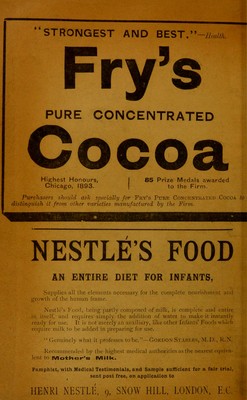 "STRONGEST AND BEST."—Health.
Fry's
PURE CONCENTRATED
Cocoa
Highest Honours,
Chicago, 1893.
85 Prize Medals awarded
to the Firm.
Purchasers should ask specially for FRY'S PURE CONCENTRATED COCOA to
distinguish it from other varieties manufactured by the Firm.
NESTLÉ'S FOOD
AN ENTIRE DIET FOR INFANTS,
Supplies all the elements necessary for the complete nourishment and
growth of the human frame.
Nestlé's Food, being partly composed of milk, is complete and entire
in itself, and requires simply the addition of water to make it instantly
ready for use. It is not merely an auxiliary, like other Infants' Foods which
require milk to be added in preparing for use.
"Genuinely what it professes to be."—GORDON STABLES, M.D., R.N.
Recommended by the highest medical authorities as the nearest equiva-
lent to Mother's Milk.
Pamphlet, with Medical Testimonials, and Sample sufficient for a fair trial,
sent post free, on application to
HENRI NESTLÉ, 9, SNOW HILL, LONDON, E.C.